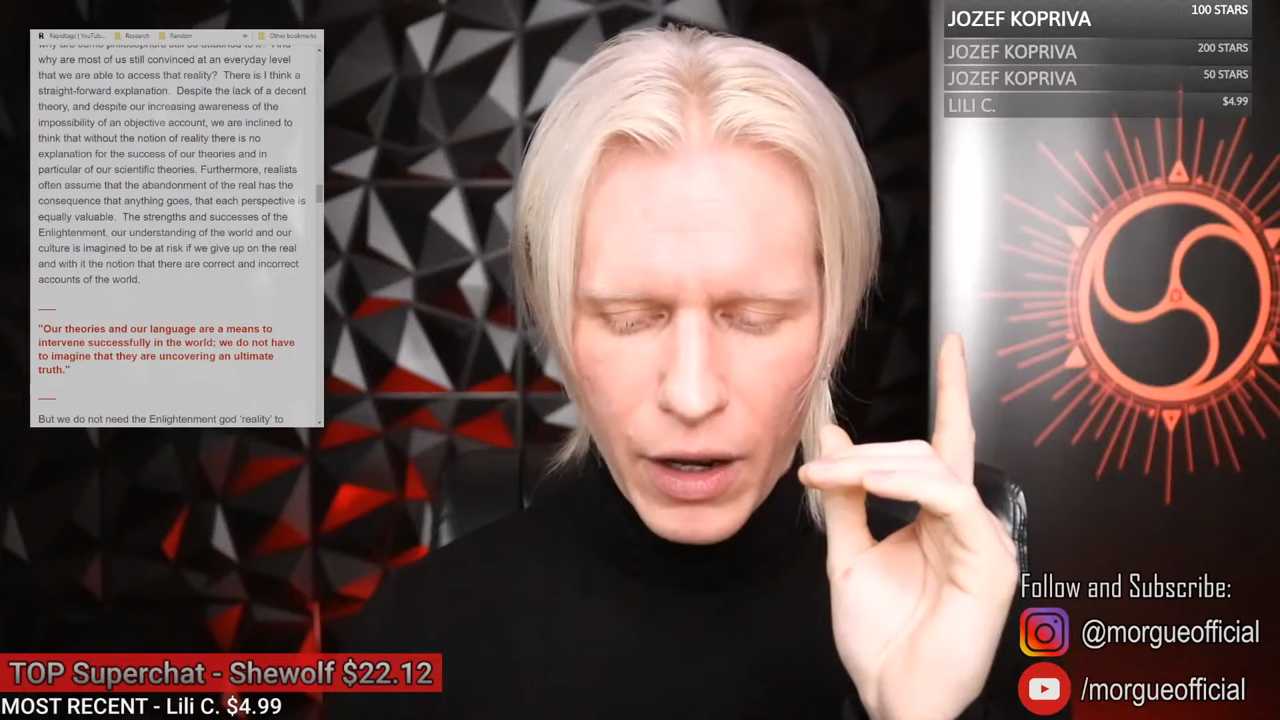 Rapidtags | YouTub...
Research
Random
»
Other bookmarks
why are some philosophers still so attached to it? And
why are most of us still convinced at an everyday level
that we are able to access that reality? There is I think a
straight-forward explanation. Despite the lack of a decent
theory, and despite our increasing awareness of the
impossibility of an objective account, we are inclined to
think that without the notion of reality there is no
explanation for the success of our theories and in
particular of our scientific theories. Furthermore, realists
often assume that the abandonment of the real has the
consequence that anything goes, that each perspective is
equally valuable. The strengths and successes of the
Enlightenment, our understanding of the world and our
culture is imagined to be at risk if we give up on the real
and with it the notion that there are correct and incorrect
accounts of the world.
"Our theories and our language are a means to
intervene successfully in the world; we do not have
to imagine that they are uncovering an ultimate
truth."
But we do not need the Enlightenment god 'reality' to
JOZEF KOPRIVA 100 STARS
JOZEF KOPRIVA 200 STARS
JOZEF KOPRIVA 50 STARS
LILI C. $4.99
Follow and Subscribe:
@morgueofficial
/morgueofficial
TOP Superchat - Shewolf $22.12
MOST RECENT - Lili C. $4.99